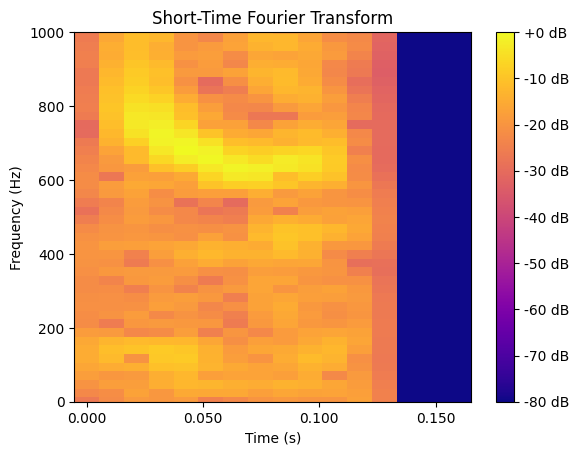 Short-Time Fourier Transform
Frequency (Hz)
1000
800
600
400
200
0
0.000
0.050
0.100
0.150
Time (s)
+0 dB
-10 dB
-20 dB
-30 dB
-40 dB
-50 dB
-60 dB
-70 dB
-80 dB